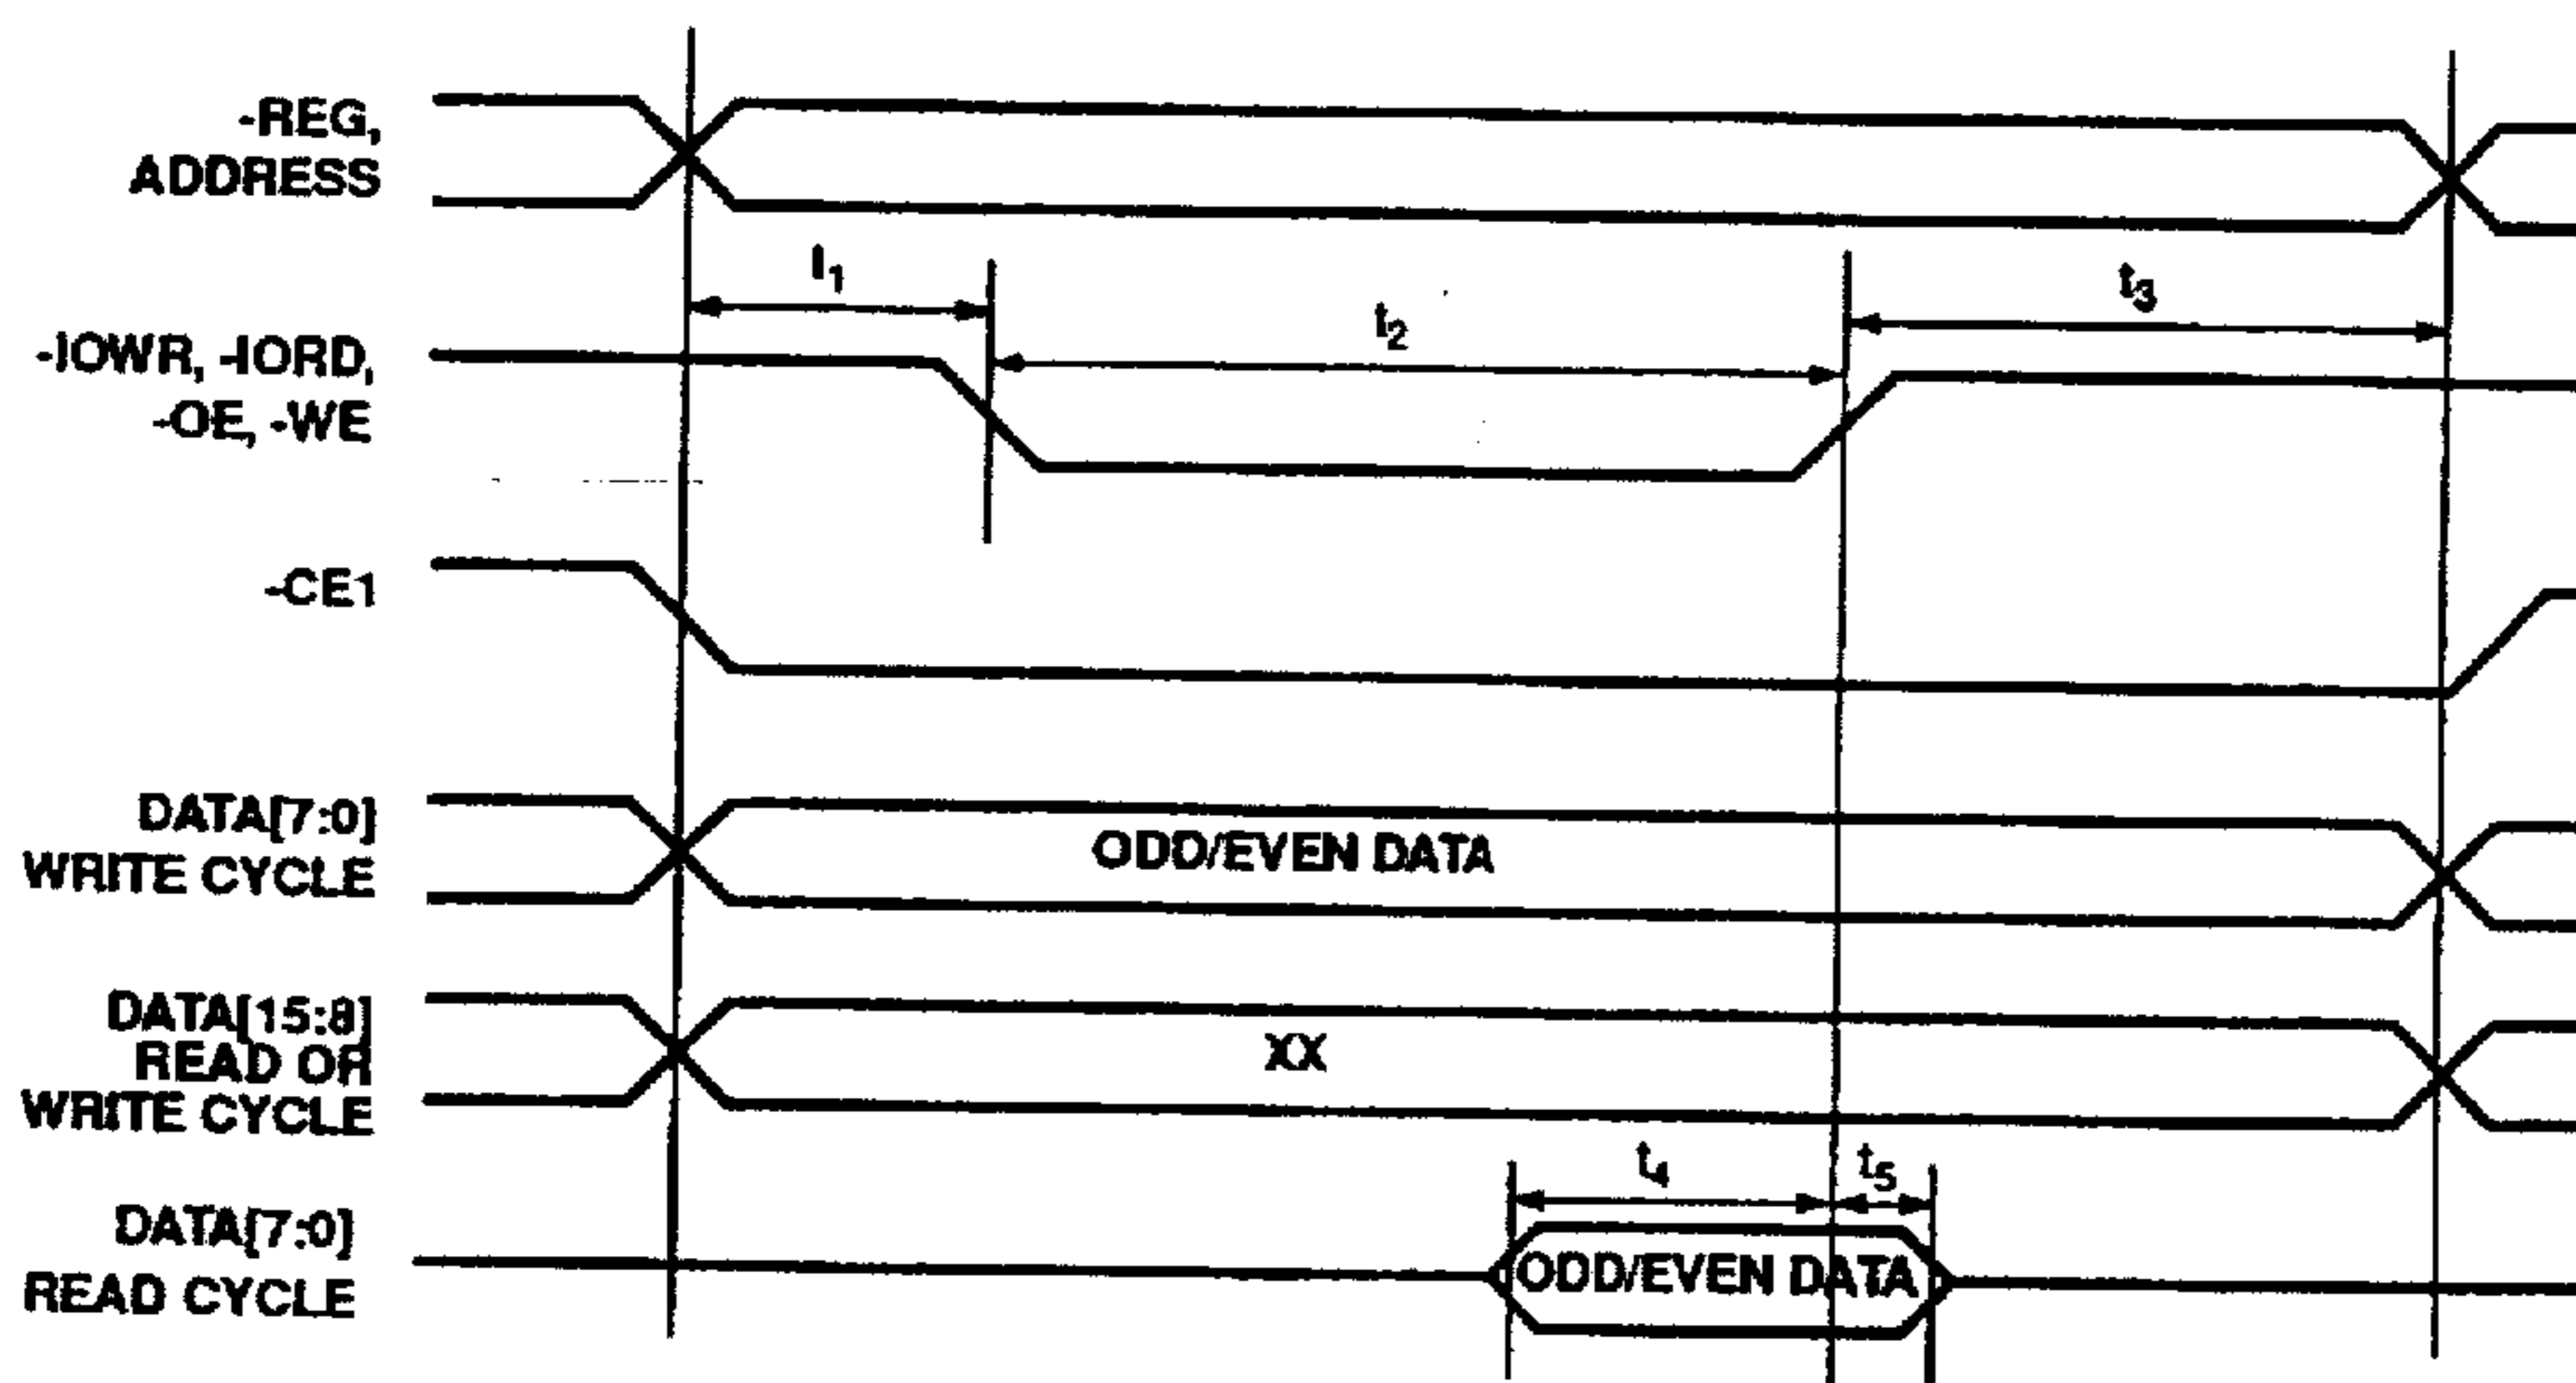 -REG,
ADDRESS
t1
t2
t3
-IOWR, -IORD,
-OE, -WE
-CE1
DATA[7:0]
WRITE CYCLE
ODD/EVEN DATA
DATA[15:8]
READ OR
WRITE CYCLE
XX
t4
t5
DATA[7:0]
READ CYCLE
ODD/EVEN DATA